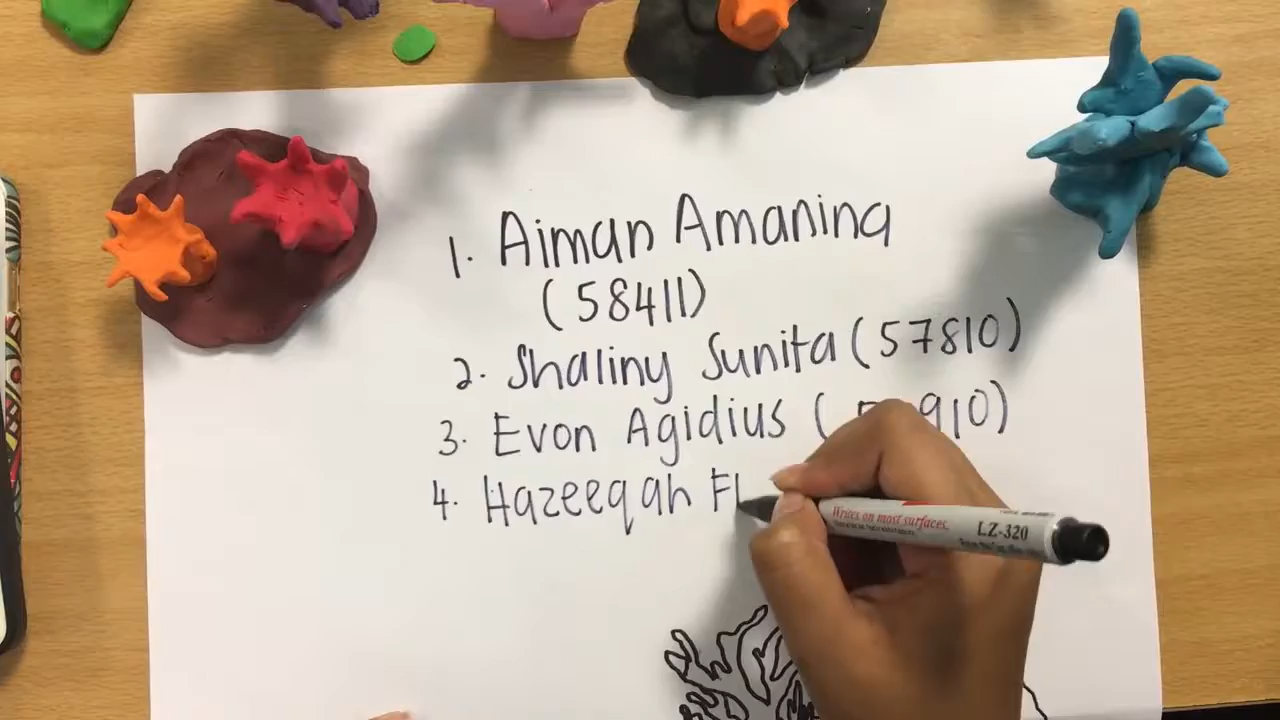 1. Aiman Amanina
(58411)
2. Shaliny Sunita (57810)
3. Evon Agidius ( 910)
4. Hazeeqah
Writes on most surfaces.
LZ-320